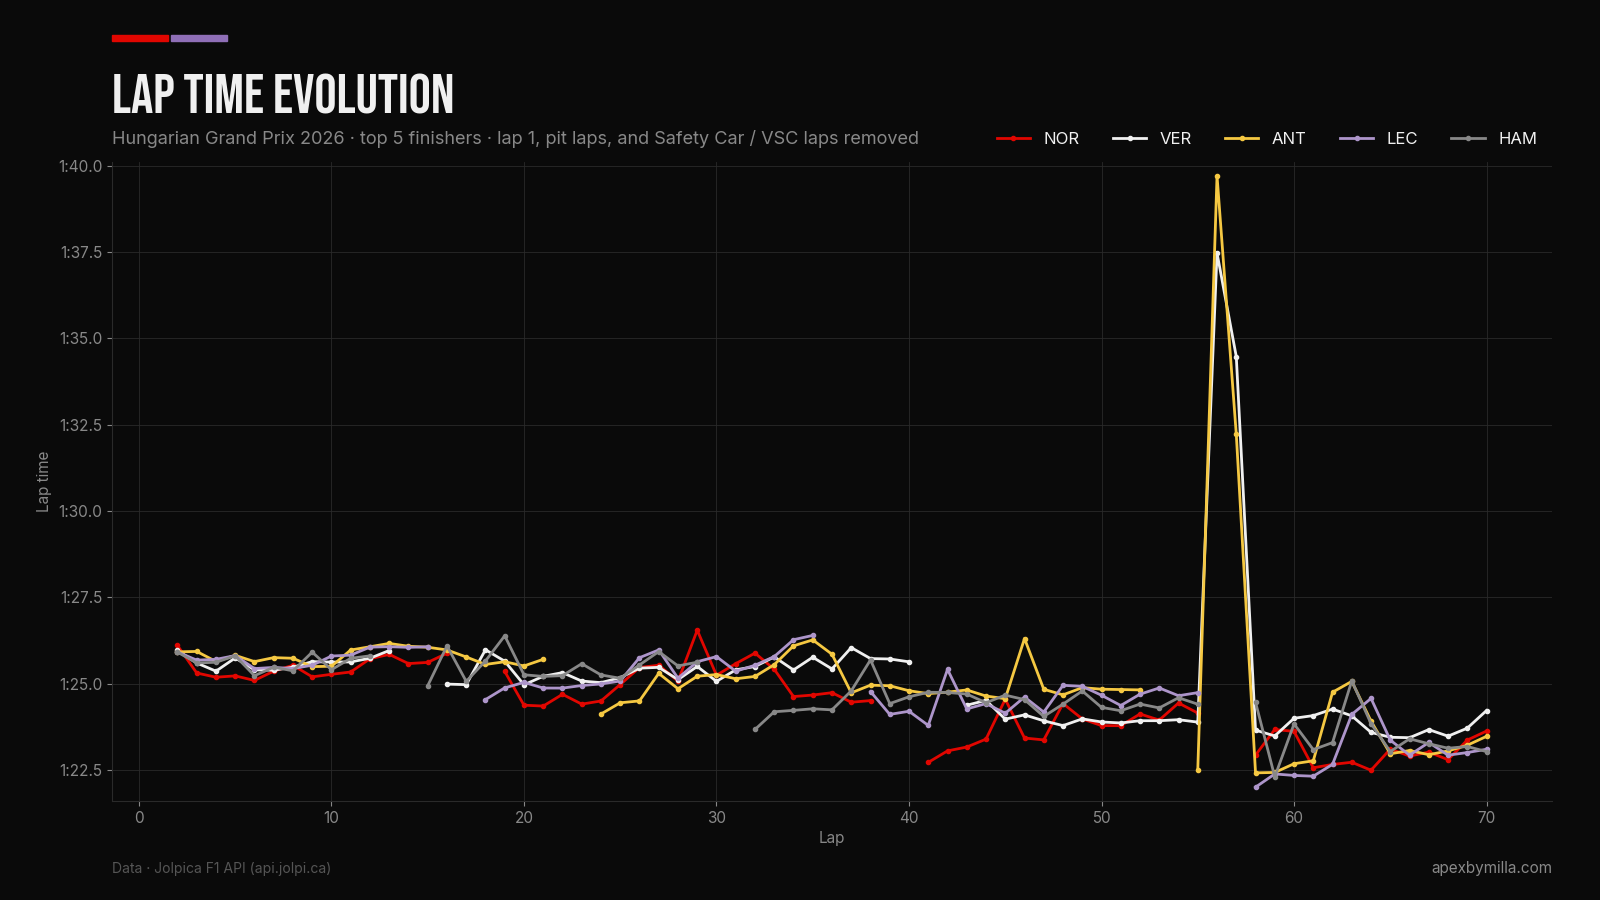 LAP TIME EVOLUTION
Hungarian Grand Prix 2026 · top 5 finishers · lap 1, pit laps, and Safety Car / VSC laps removed
NOR VER ANT LEC HAM
1:40.0
1:37.5
1:35.0
1:32.5
1:30.0
1:27.5
1:25.0
1:22.5
Lap time
0 10 20 30 40 50 60 70
Lap
Data · Jolpica F1 API (api.jolpi.ca)
apexbymilla.com